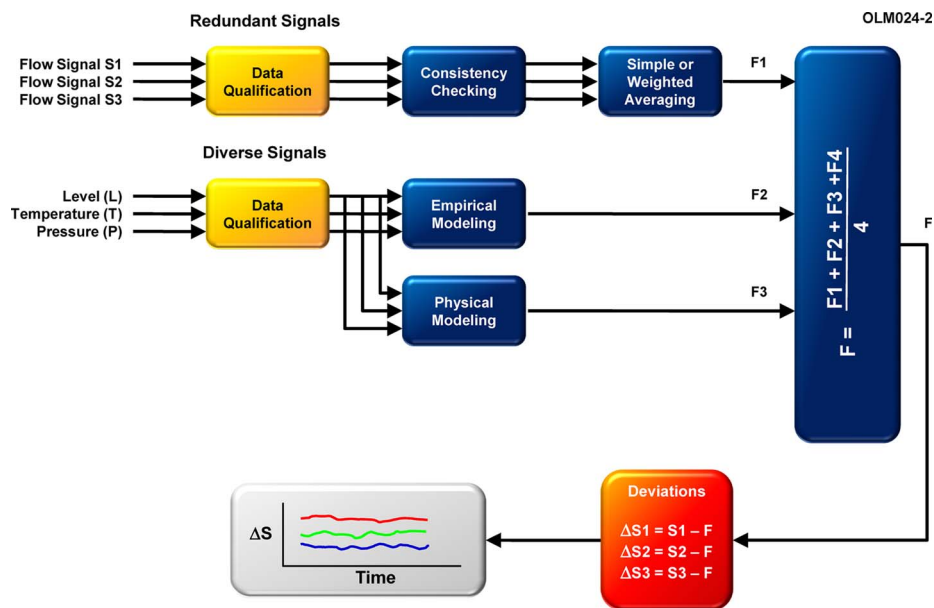 Redundant Signals
OLM024-2
Flow Signal S1
Flow Signal S2
Flow Signal S3
Data
Qualification
Consistency
Checking
Simple or
Weighted
Averaging
F1
Diverse Signals
Level (L)
Temperature (T)
Pressure (P)
Data
Qualification
Empirical
Modeling
F2
Physical
Modeling
F3
F = F1 + F2 + F3 +F4
4
F
Deviations
ΔS1 = S1 – F
ΔS2 = S2 – F
ΔS3 = S3 – F
ΔS
Time